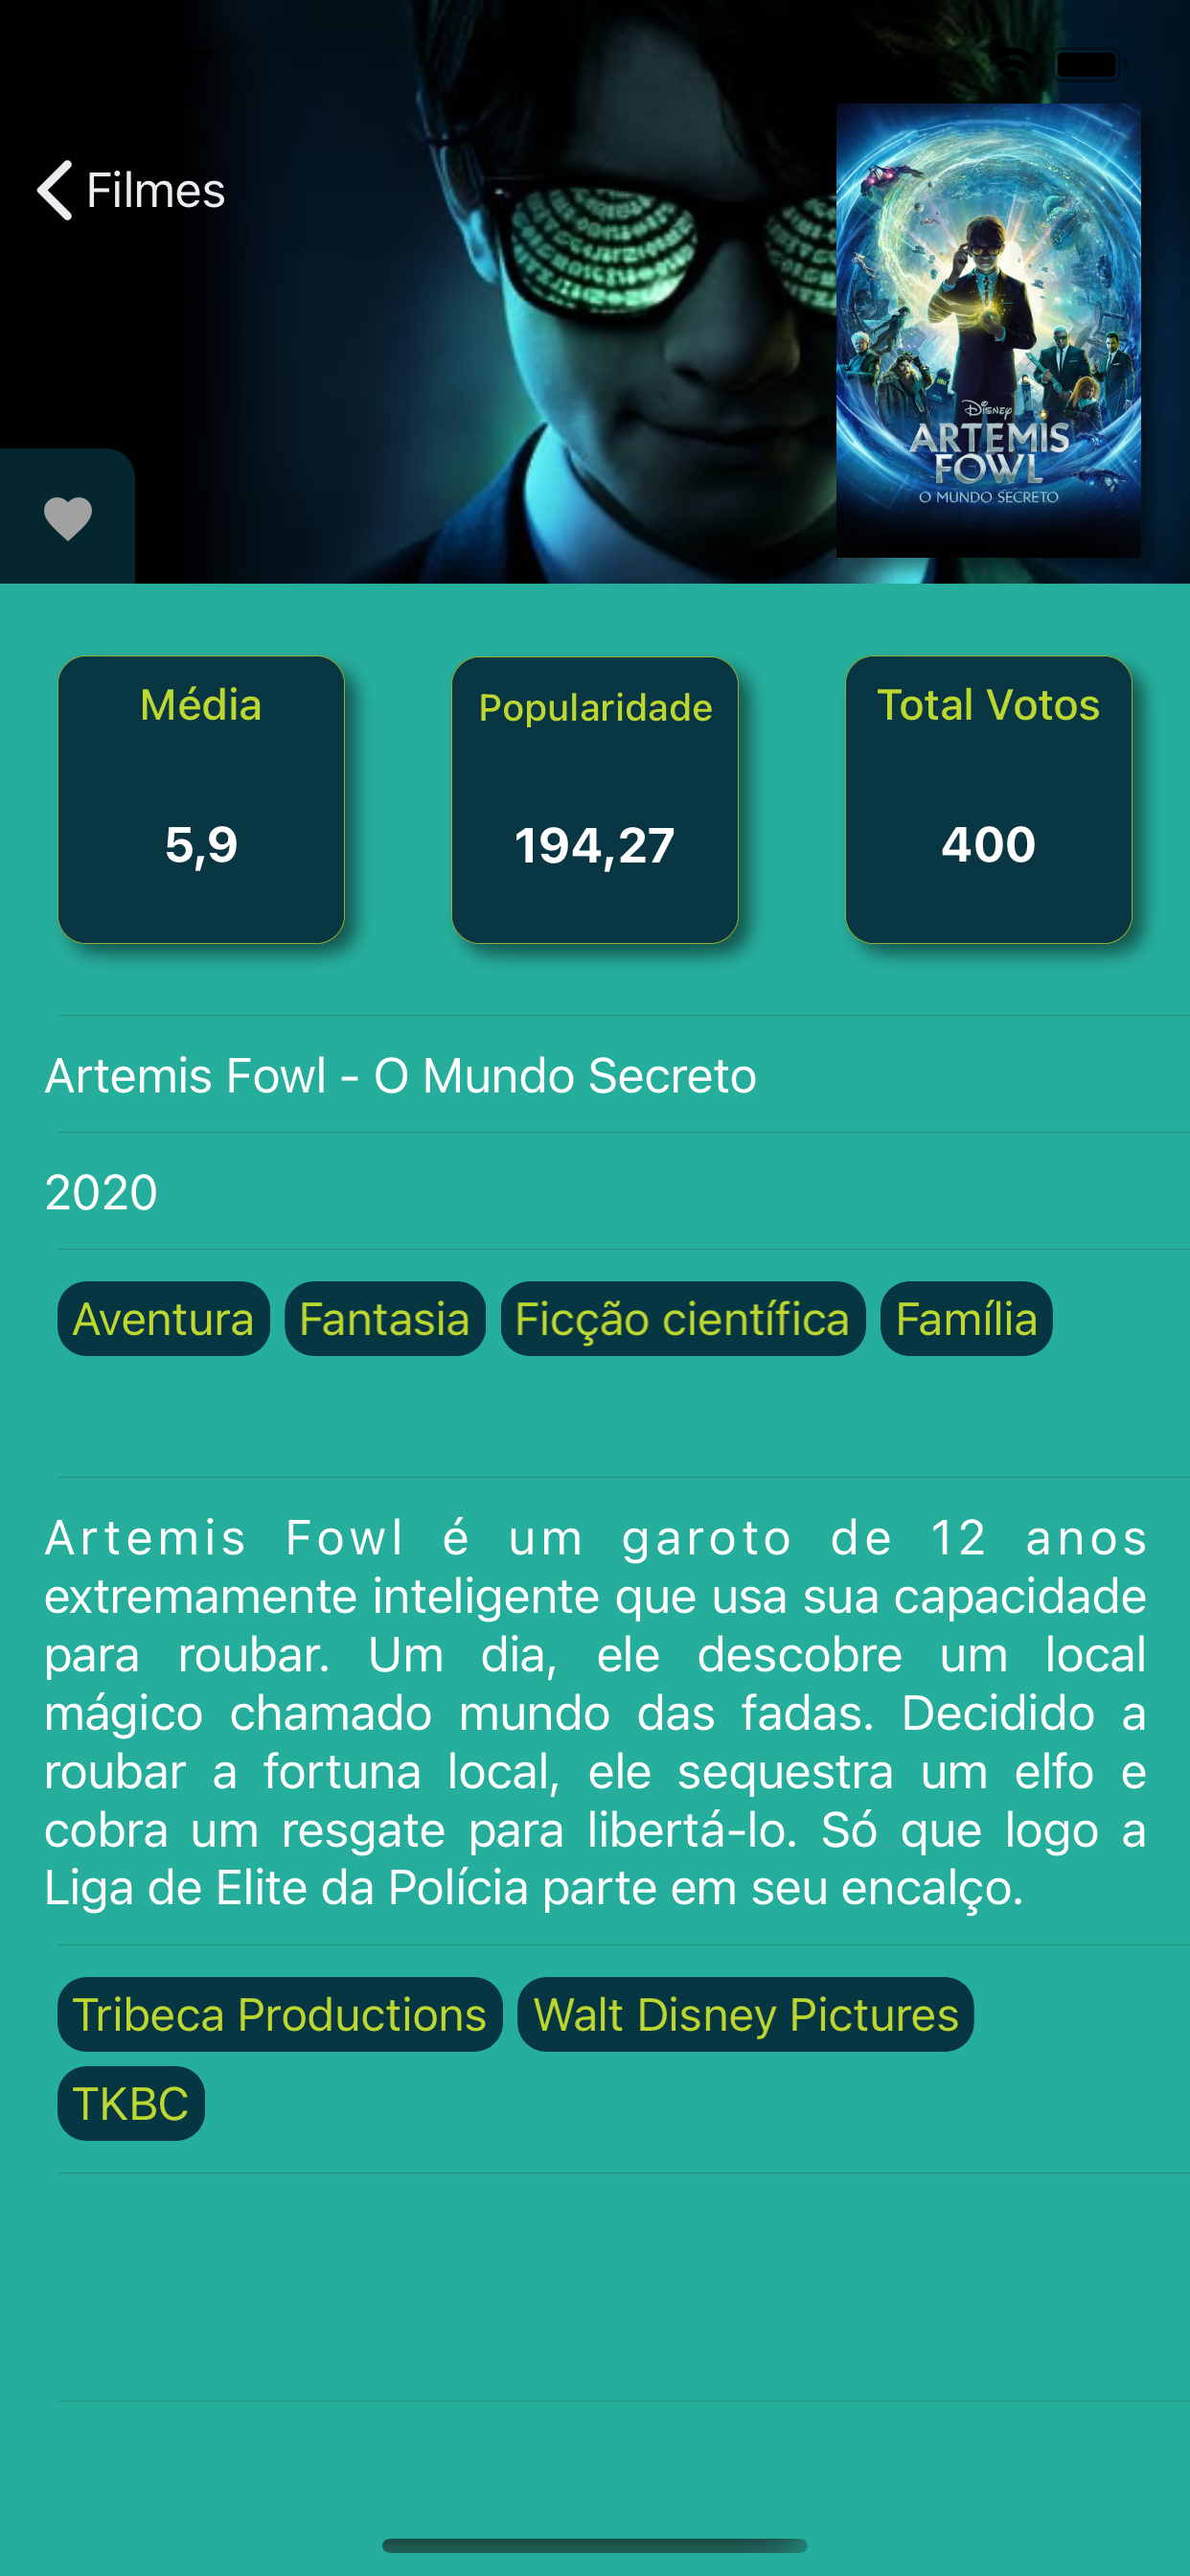 Filmes
Disney
ARTEMIS
FOWL
O MUNDO SECRETO
Média
Popularidade
Total Votos
5,9
194,27
400
Artemis Fowl - O Mundo Secreto
2020
Aventura
Fantasia
Ficção científica
Família
Artemis Fowl é um garoto de 12 anos
extremamente inteligente que usa sua capacidade
para roubar. Um dia, ele descobre um local
mágico chamado mundo das fadas. Decidido a
roubar a fortuna local, ele sequestra um elfo e
cobra um resgate para libertá-lo. Só que logo a
Liga de Elite da Polícia parte em seu encalço.
Tribeca Productions
Walt Disney Pictures
TKBC